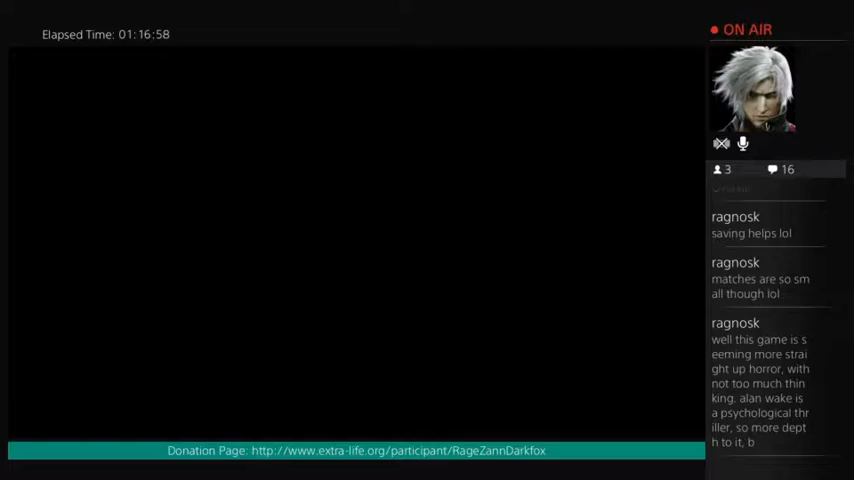 Elapsed Time: 01:16:58
ON AIR
3 16
ragnosk
saving helps lol
ragnosk
matches are so sm
all though lol
ragnosk
well this game is s
eeming more strai
ght up horror, with
not too much thin
king. alan wake is
a psychological thr
iller, so more dept
h to it, b
Donation Page: http://www.extra-life.org/participant/RageZannDarkfox